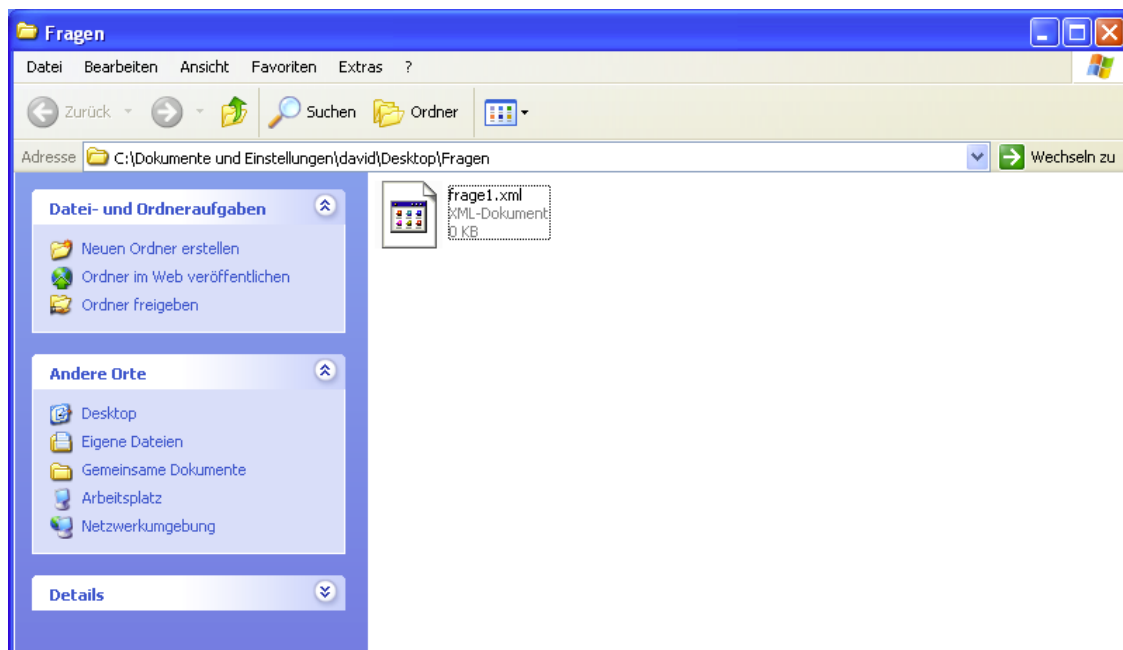 Fragen
Datei Bearbeiten Ansicht Favoriten Extras ?
Zurück Suchen Ordner
Adresse C:\Dokumente und Einstellungen\david\Desktop\Fragen Wechseln zu
Datei- und Ordneraufgaben
Neuen Ordner erstellen
Ordner im Web veröffentlichen
Ordner freigeben
Andere Orte
Desktop
Eigene Dateien
Gemeinsame Dokumente
Arbeitsplatz
Netzwerkumgebung
Details
frage1.xml
XML-Dokument
0 KB